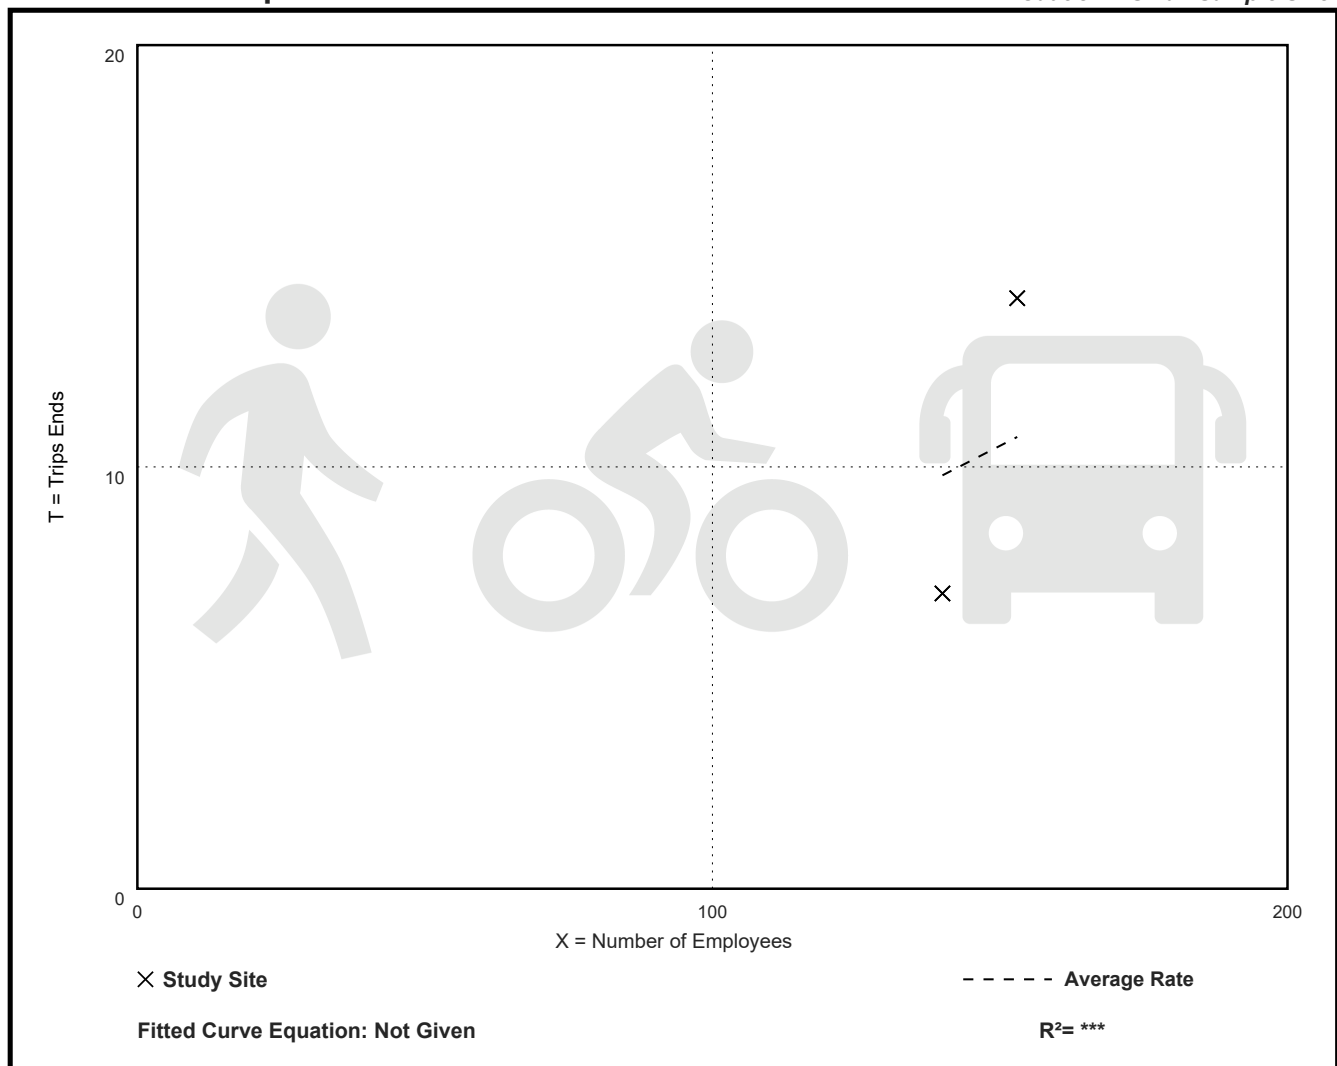 20
T = Trips Ends
10
0
0 100 200
X = Number of Employees
Study Site
Average Rate
Fitted Curve Equation: Not Given
R²= ***